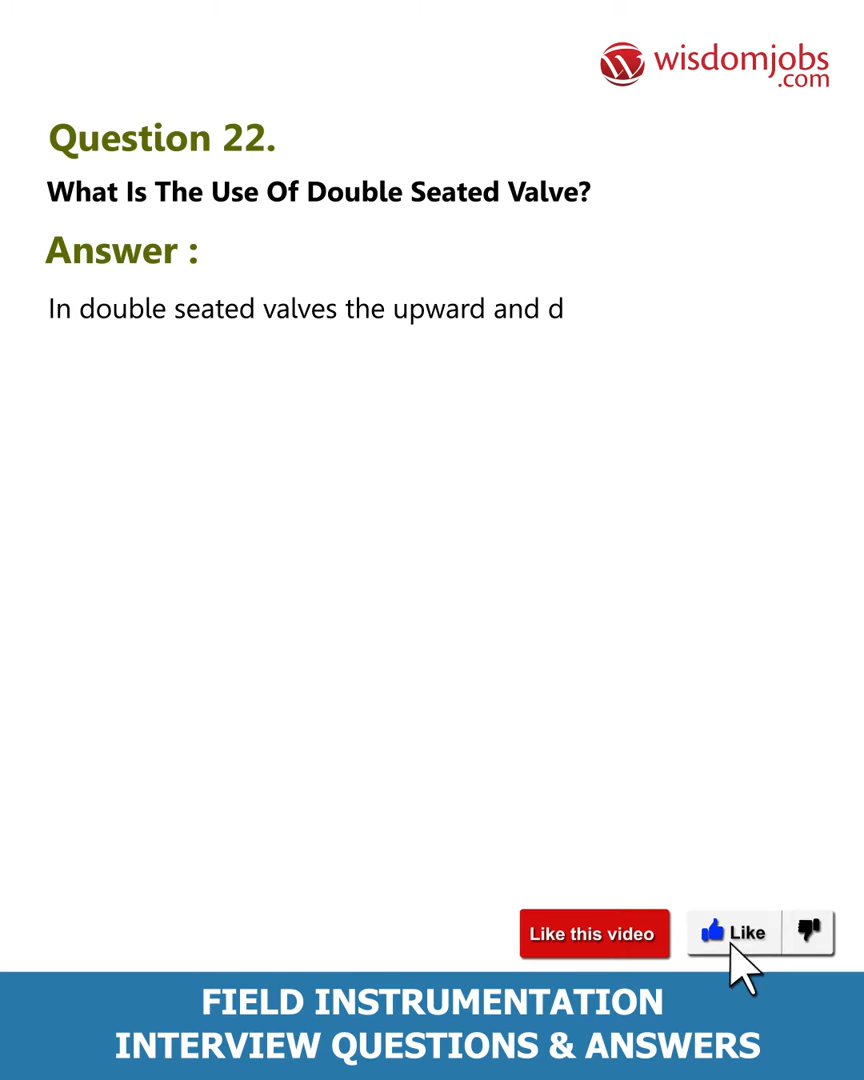 wisdomjobs
.com
Question 22.
What Is The Use Of Double Seated Valve?
Answer :
In double seated valves the upward and d
Like this video
Like
FIELD INSTRUMENTATION
INTERVIEW QUESTIONS & ANSWERS